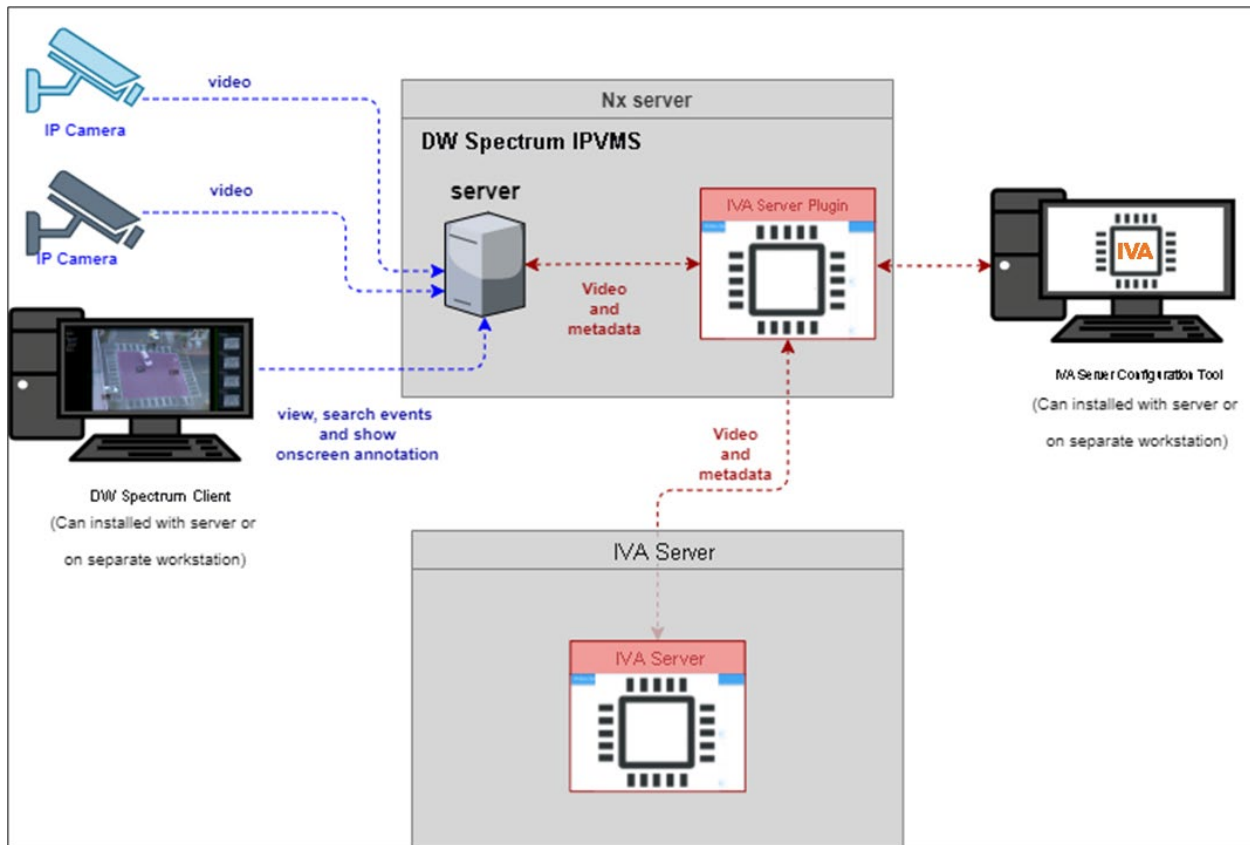 video
IP Camera
video
IP Camera
Nx server
DW Spectrum IPVMS
server
IVA Server Plugin
Video
and
metadata
IVA
IVA Server Configuration Tool
(Can installed with server or
on separate workstation)
view, search events
and show
onscreen annotation
DW Spectrum Client
(Can installed with server or
on separate workstation)
Video
and
metadata
IVA Server
IVA Server